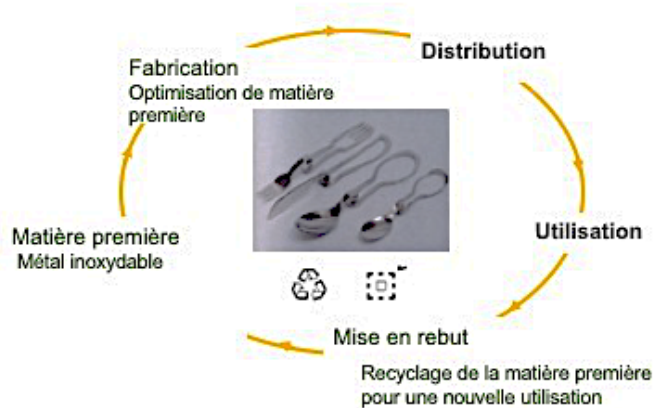 Fabrication
Optimisation de matière
première
Distribution
Utilisation
Matière première
Métal inoxydable
Mise en rebut
Recyclage de la matière première
pour une nouvelle utilisation